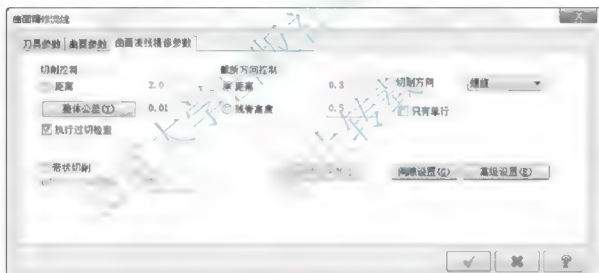 曲面精修流线
刀具参数 曲面参数 曲面流线精修参数
切削控制 截断方向控制
距离 2.0 距离 0.8 切削方向
整体公差(T) 0.01 残脊高度 0.5 只有单行
执行过切检查
带状切削 间隙设置(G) 高级设置(E)